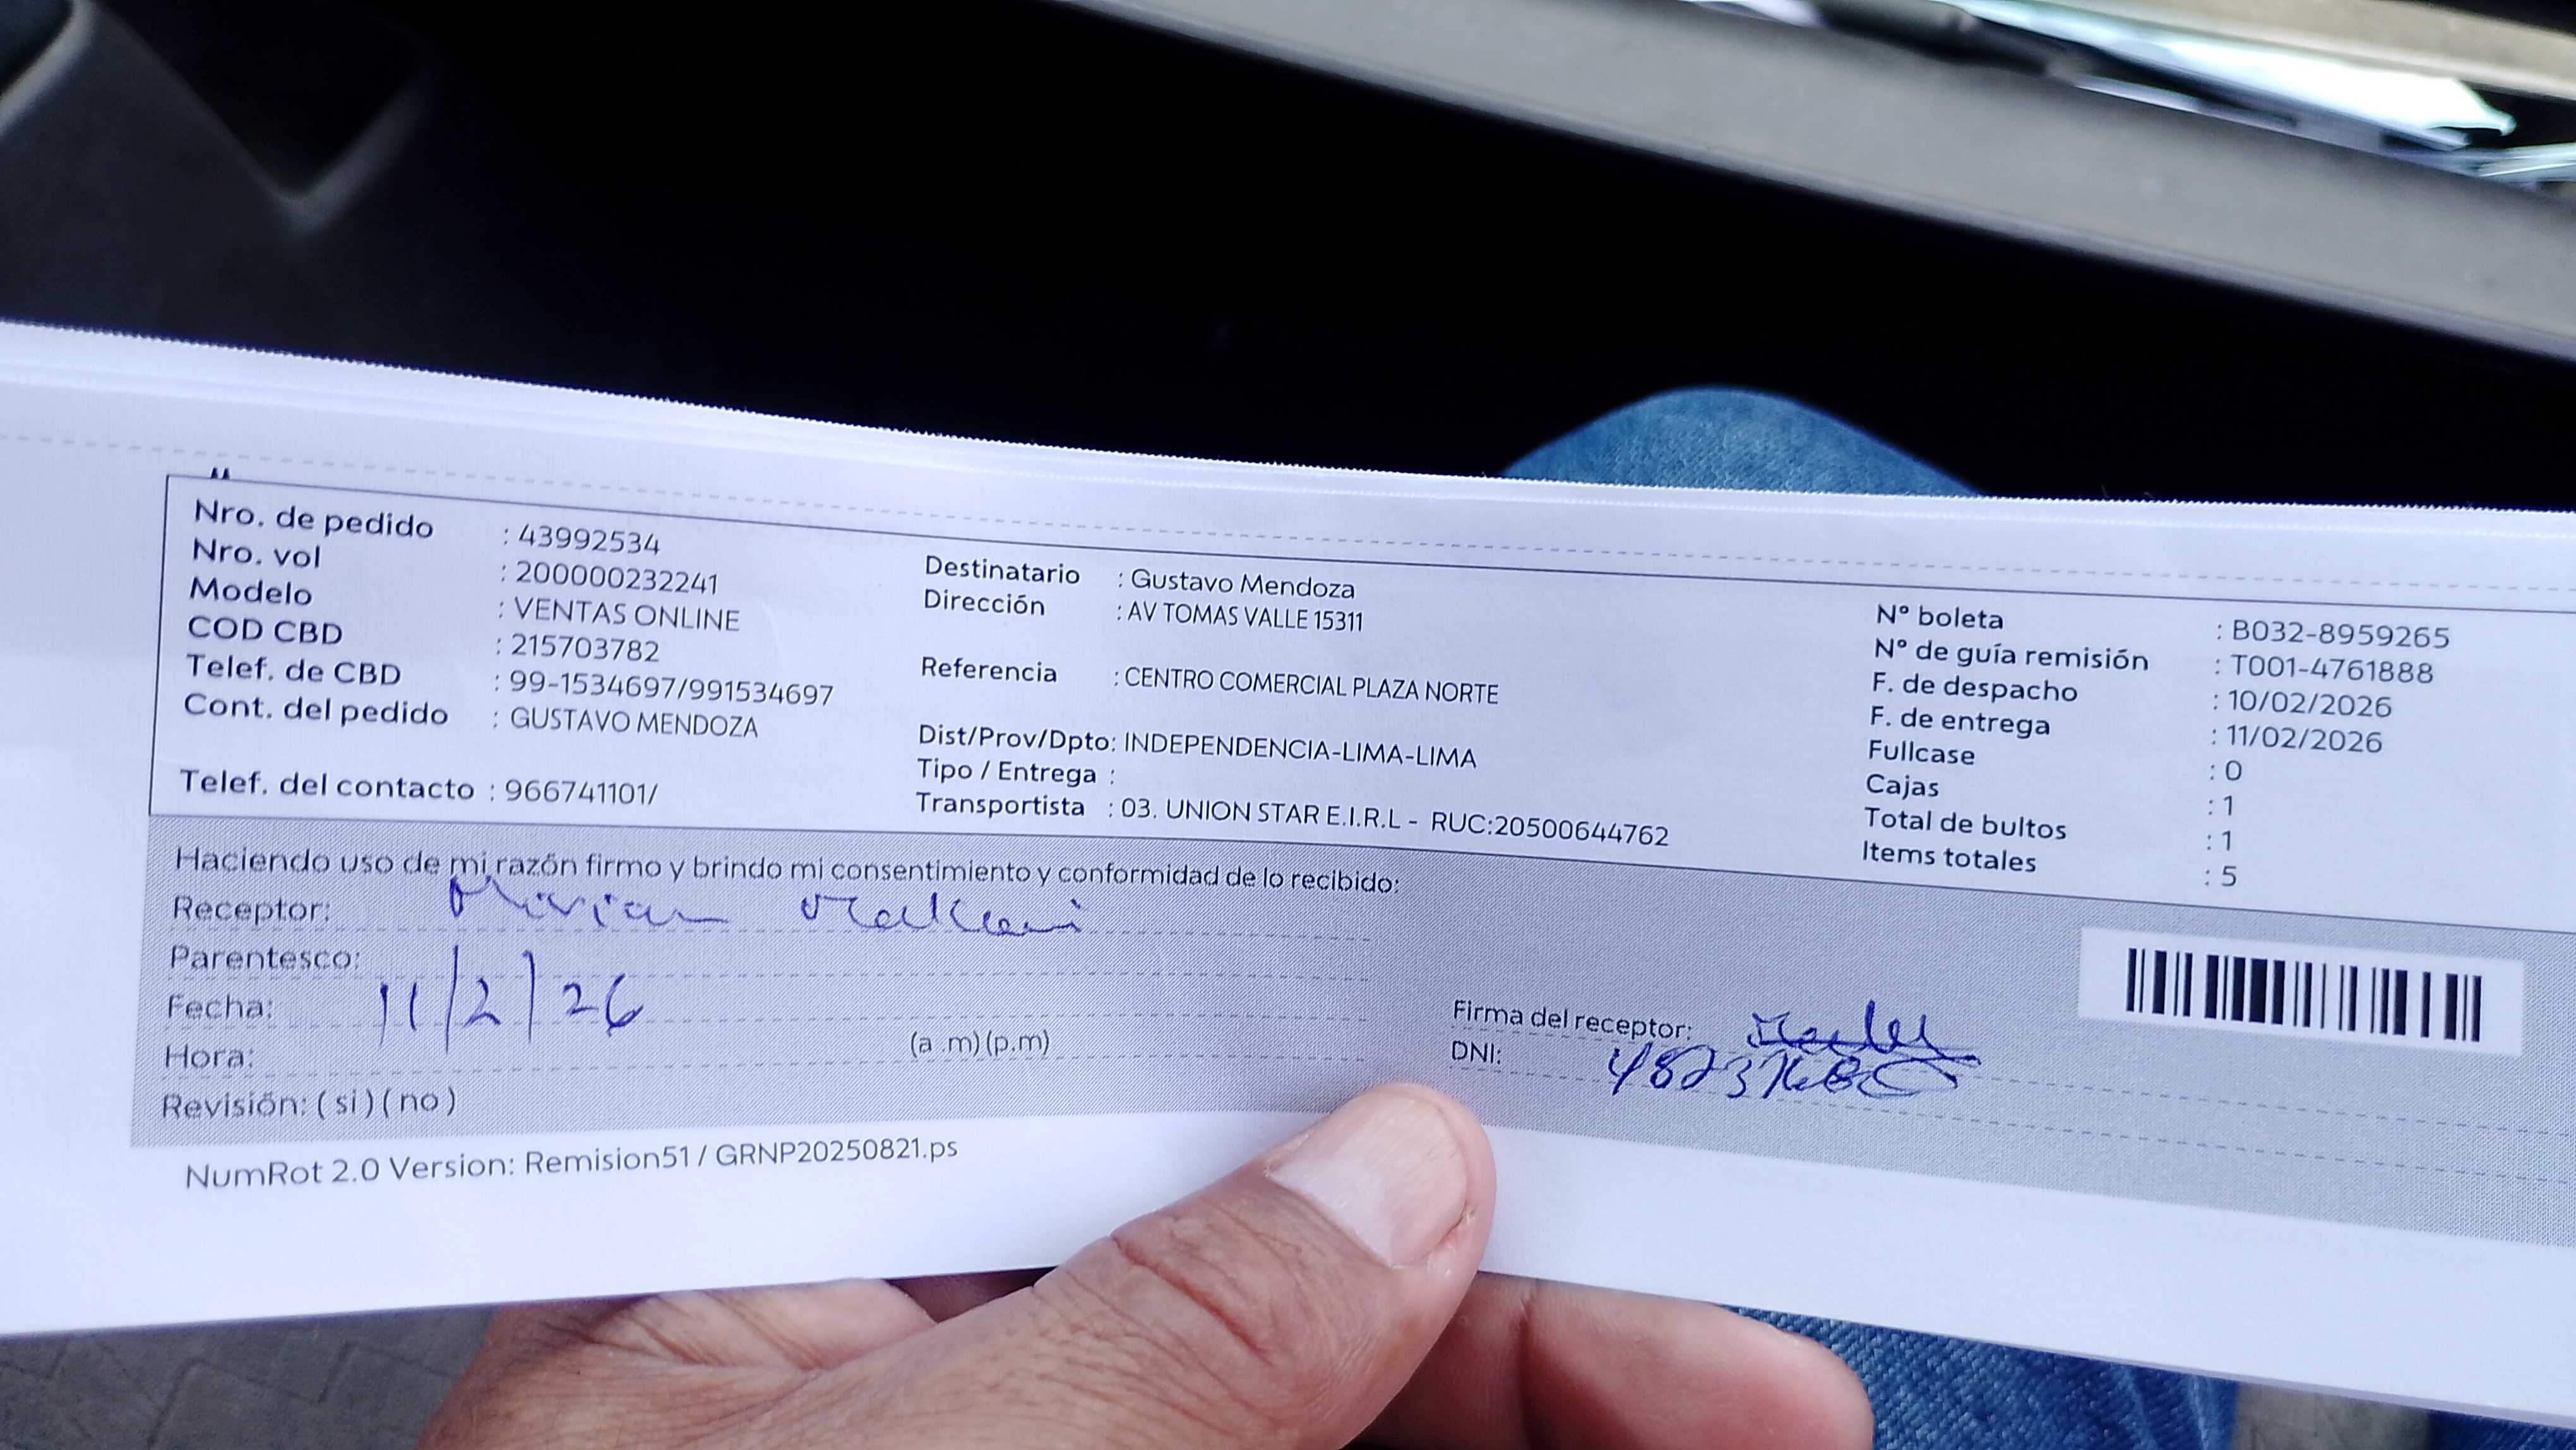 Nro. de pedido : 43992534
Nro. vol : 200000232241
Modelo : VENTAS ONLINE
COD CBD : 215703782
Telef. de CBD : 99-1534697/991534697
Cont. del pedido : GUSTAVO MENDOZA
Telef. del contacto : 966741101/
Destinatario : Gustavo Mendoza
Dirección : AV TOMAS VALLE 15311
Referencia : CENTRO COMERCIAL PLAZA NORTE
Dist/Prov/Dpto: INDEPENDENCIA-LIMA-LIMA
Tipo / Entrega :
Transportista : 03. UNION STAR E.I.R.L - RUC:20500644762
N° boleta : B032-8959265
N° de guía remisión : T001-4761888
F. de despacho : 10/02/2026
F. de entrega : 11/02/2026
Fullcase : 0
Cajas : 1
Total de bultos : 1
Items totales : 5
Haciendo uso de mi razón firmo y brindo mi consentimiento y conformidad de lo recibido:
Receptor:
Parentesco:
Fecha: 11/2/26
Hora: (a .m)(p.m)
Revisión: ( si ) ( no )
Firma del receptor:
DNI:
NumRot 2.0 Version: Remision51 / GRNP20250821.ps